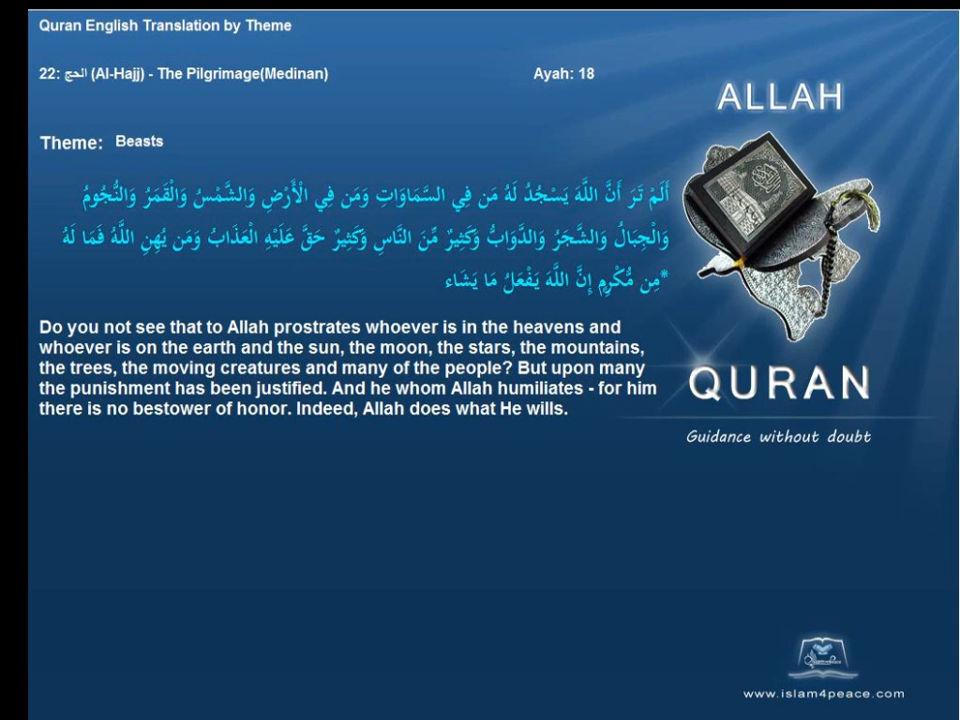 Quran English Translation by Theme
22: الحج (Al-Hajj) - The Pilgrimage(Medinan) Ayah: 18
Theme: Beasts
أَلَمْ تَرَ أَنَّ اللَّهَ يَسْجُدُ لَهُ مَن فِي السَّمَاوَاتِ وَمَن فِي الْأَرْضِ وَالشَّمْسُ وَالْقَمَرُ وَالنُّجُومُ
وَالْجِبَالُ وَالشَّجَرُ وَالدَّوَابُّ وَكَثِيرٌ مِّنَ النَّاسِ وَكَثِيرٌ حَقَّ عَلَيْهِ الْعَذَابُ وَمَن يُهِنِ اللَّهُ فَمَا لَهُ
*مِن مُّكْرِمٍ إِنَّ اللَّهَ يَفْعَلُ مَا يَشَاء
Do you not see that to Allah prostrates whoever is in the heavens and
whoever is on the earth and the sun, the moon, the stars, the mountains,
the trees, the moving creatures and many of the people? But upon many
the punishment has been justified. And he whom Allah humiliates - for him
there is no bestower of honor. Indeed, Allah does what He wills.
ALLAH
QURAN
Guidance without doubt
www.islam4peace.com